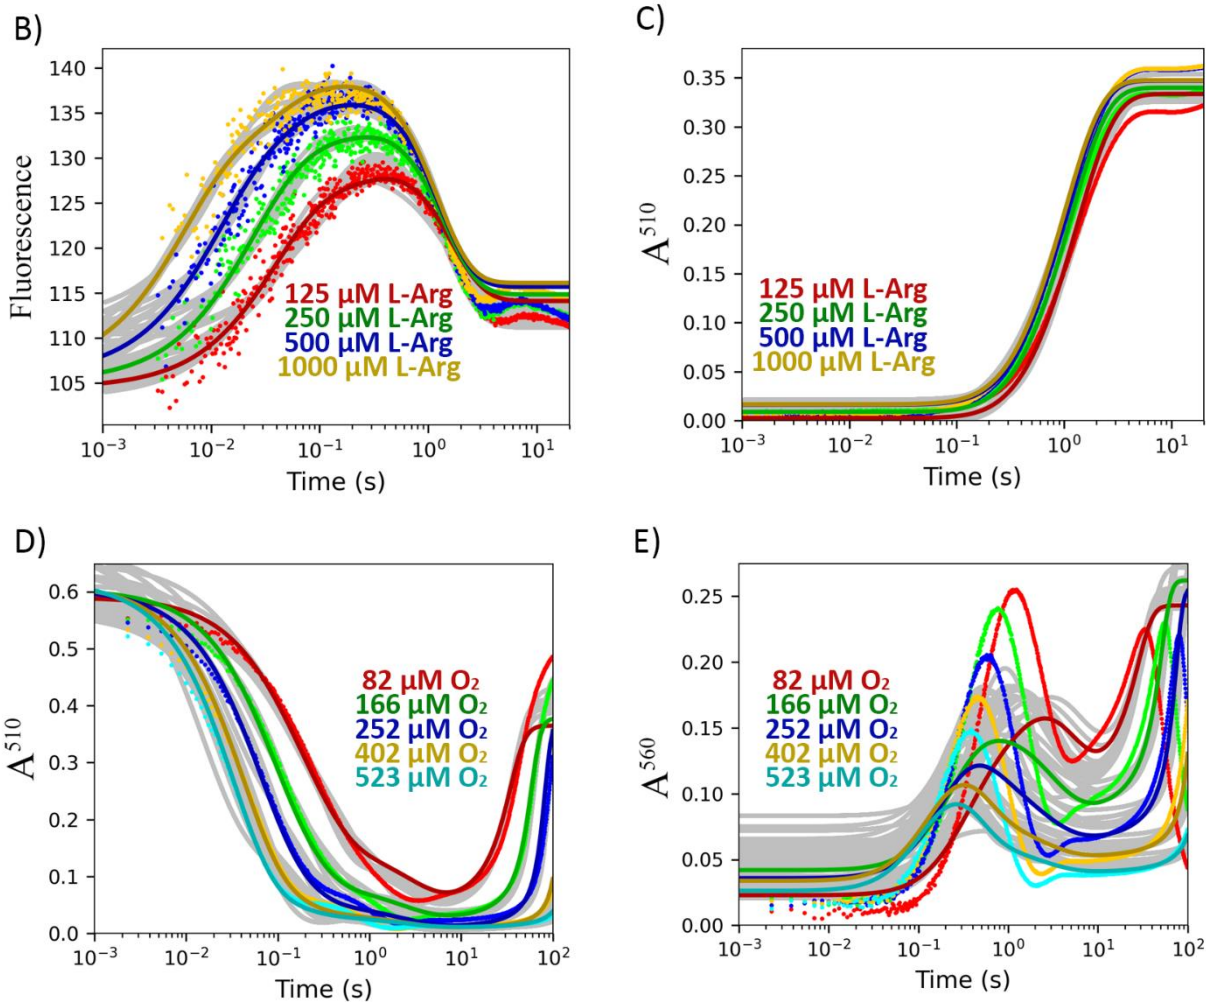 B)
Fluorescence
140
135
130
125
120
115
110
105
125 µM L-Arg
250 µM L-Arg
500 µM L-Arg
1000 µM L-Arg
10⁻³ 10⁻² 10⁻¹ 10⁰ 10¹
Time (s)
C)
A⁵¹⁰
0.35
0.30
0.25
0.20
0.15
0.10
0.05
0.00
125 µM L-Arg
250 µM L-Arg
500 µM L-Arg
1000 µM L-Arg
10⁻³ 10⁻² 10⁻¹ 10⁰ 10¹
Time (s)
D)
A⁵¹⁰
0.6
0.5
0.4
0.3
0.2
0.1
0.0
82 µM O₂
166 µM O₂
252 µM O₂
402 µM O₂
523 µM O₂
10⁻³ 10⁻² 10⁻¹ 10⁰ 10¹ 10²
Time (s)
E)
A⁵⁶⁰
0.25
0.20
0.15
0.10
0.05
0.00
82 µM O₂
166 µM O₂
252 µM O₂
402 µM O₂
523 µM O₂
10⁻³ 10⁻² 10⁻¹ 10⁰ 10¹ 10²
Time (s)